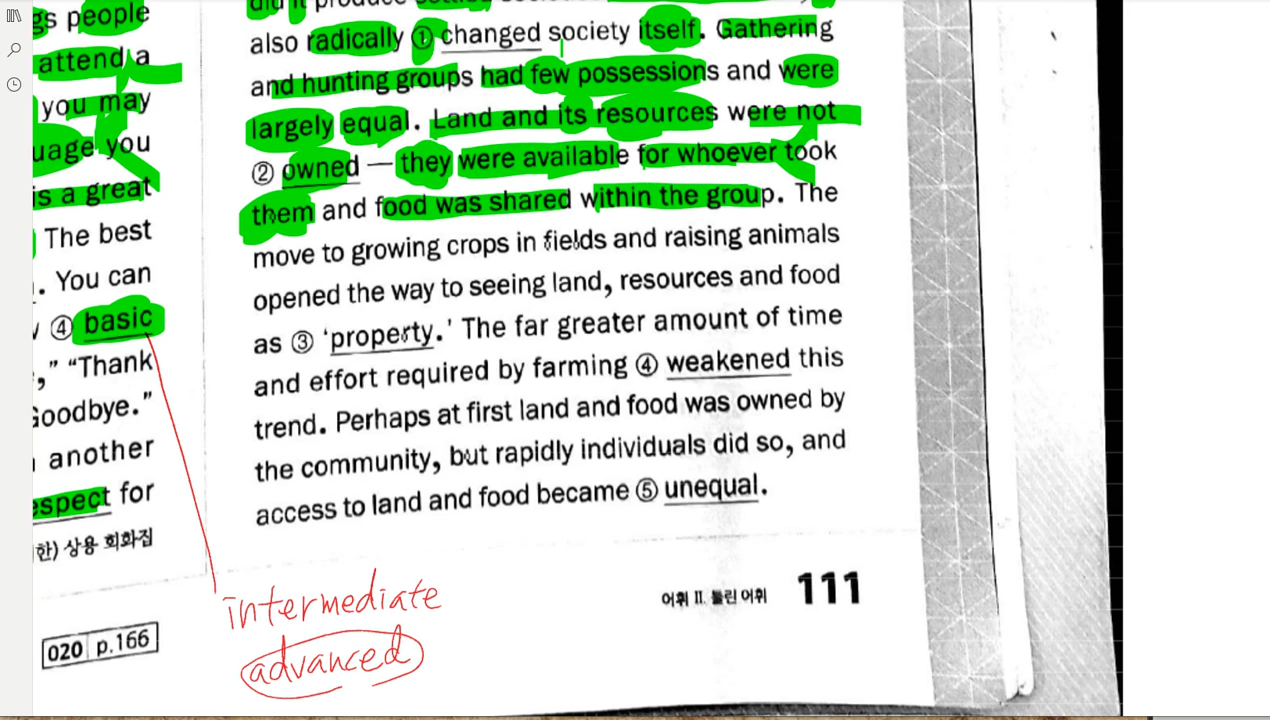 gs people
attend a
you may
uage you
is a great
The best
. You can
④ basic
," "Thank
Goodbye."
another
espect for
한) 상용 회화집
020 p.166
also radically ① changed society itself. Gathering
and hunting groups had few possessions and were
largely equal. Land and its resources were not
② owned — they were available for whoever took
them and food was shared within the group. The
move to growing crops in fields and raising animals
opened the way to seeing land, resources and food
as ③ 'property.' The far greater amount of time
and effort required by farming ④ weakened this
trend. Perhaps at first land and food was owned by
the community, but rapidly individuals did so, and
access to land and food became ⑤ unequal.
intermediate
advanced
어휘 II. 틀린 어휘 111